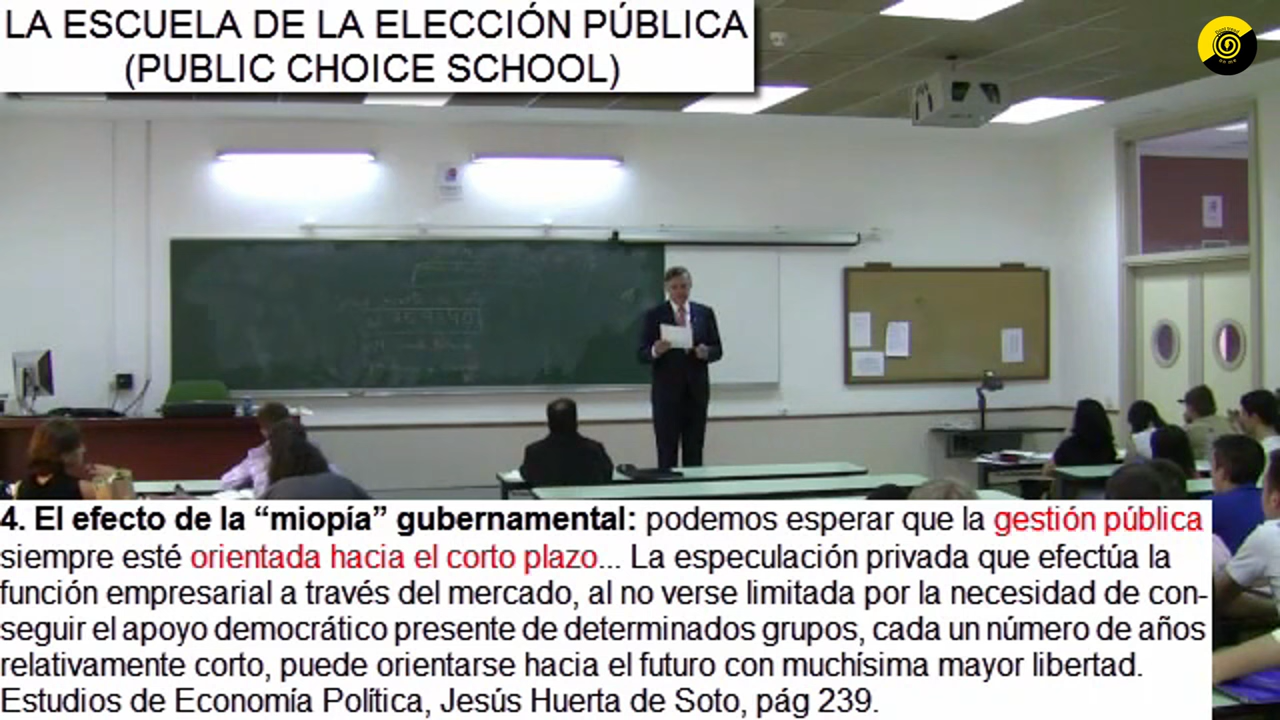 LA ESCUELA DE LA ELECCIÓN PÚBLICA
(PUBLIC CHOICE SCHOOL)
4. El efecto de la “miopía” gubernamental: podemos esperar que la gestión pública
siempre esté orientada hacia el corto plazo... La especulación privada que efectúa la
función empresarial a través del mercado, al no verse limitada por la necesidad de con-
seguir el apoyo democrático presente de determinados grupos, cada un número de años
relativamente corto, puede orientarse hacia el futuro con muchísima mayor libertad.
Estudios de Economía Política, Jesús Huerta de Soto, pág 239.